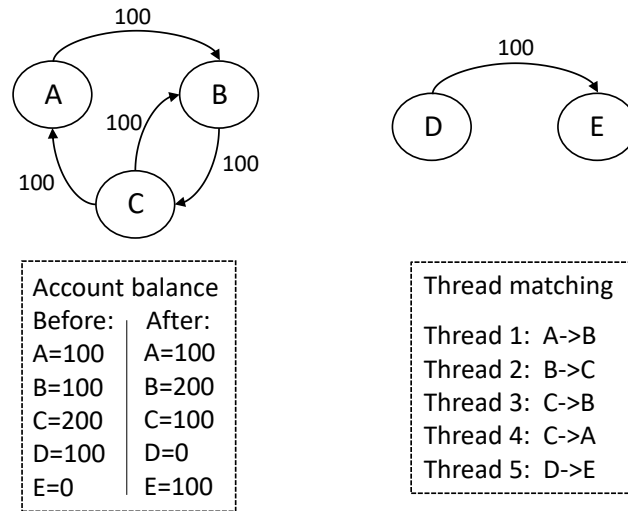 100
A
B
100
100
100
C
100
D
E
Account balance
Before: After:
A=100 A=100
B=100 B=200
C=200 C=100
D=100 D=0
E=0 E=100
Thread matching
Thread 1: A->B
Thread 2: B->C
Thread 3: C->B
Thread 4: C->A
Thread 5: D->E